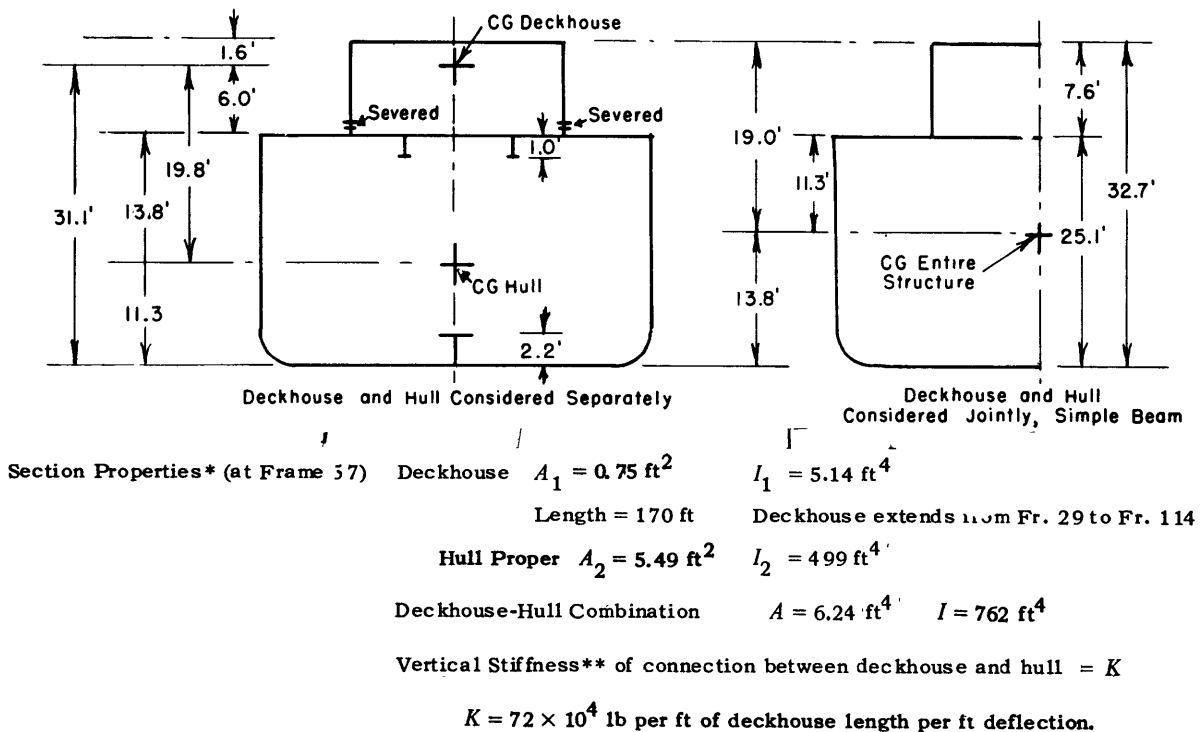 CG Deckhouse
1.6'
6.0'
Severed
Severed
1.0'
19.8'
31.1'
13.8'
CG Hull
11.3
2.2'
Deckhouse and Hull Considered Separately
7.6'
19.0'
11.3'
32.7'
25.1'
CG Entire
Structure
13.8'
Deckhouse and Hull
Considered Jointly, Simple Beam
Section Properties* (at Frame 57) Deckhouse A₁ = 0.75 ft² I₁ = 5.14 ft⁴
Length = 170 ft Deckhouse extends from Fr. 29 to Fr. 114
Hull Proper A₂ = 5.49 ft² I₂ = 499 ft⁴
Deckhouse-Hull Combination A = 6.24 ft⁴ I = 762 ft⁴
Vertical Stiffness** of connection between deckhouse and hull = K
K = 72 × 10⁴ lb per ft of deckhouse length per ft deflection.